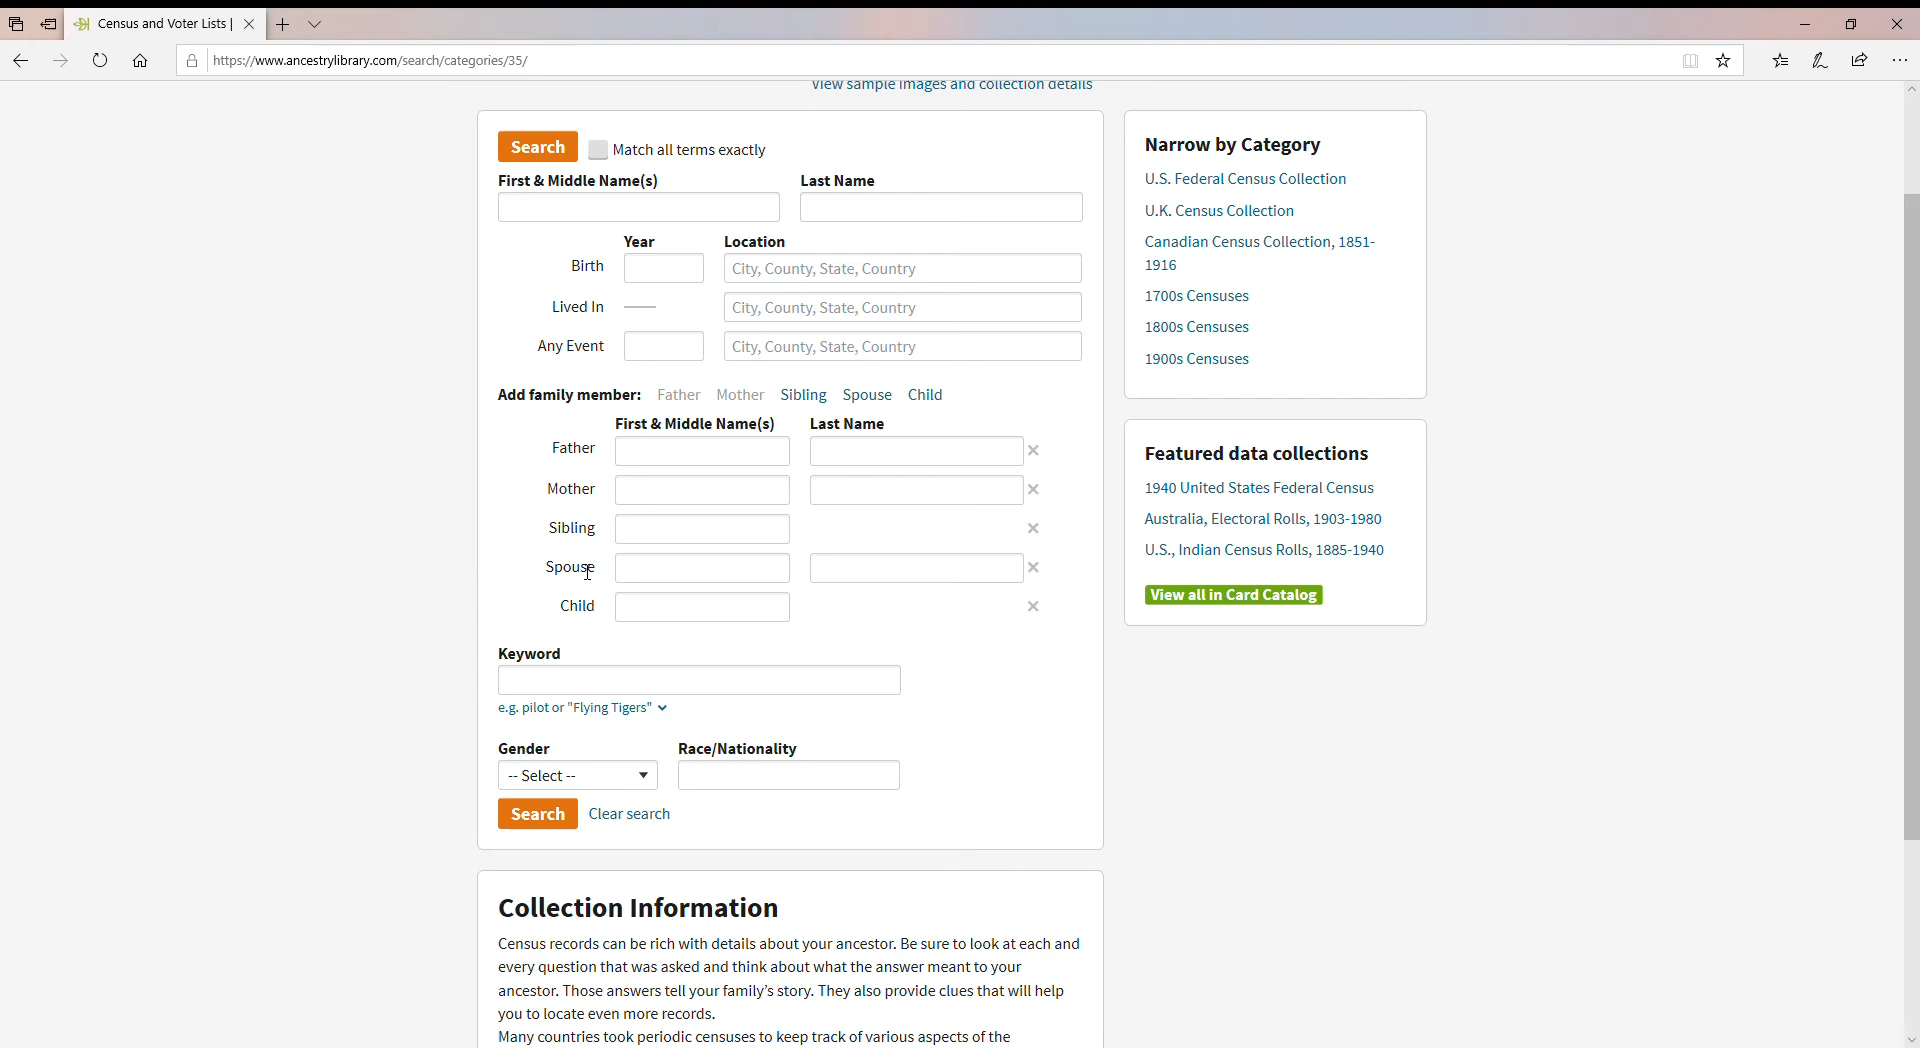 Census and Voter Lists |
https://www.ancestrylibrary.com/search/categories/35/
View sample images and collection details
Search Match all terms exactly
First & Middle Name(s) Last Name
Year Location
Birth City, County, State, Country
Lived In City, County, State, Country
Any Event City, County, State, Country
Add family member: Father Mother Sibling Spouse Child
First & Middle Name(s) Last Name
Father
Mother
Sibling
Spouse
Child
Keyword
e.g. pilot or "Flying Tigers"
Gender Race/Nationality
-- Select --
Search Clear search
Collection Information
Census records can be rich with details about your ancestor. Be sure to look at each and
every question that was asked and think about what the answer meant to your
ancestor. Those answers tell your family's story. They also provide clues that will help
you to locate even more records.
Many countries took periodic censuses to keep track of various aspects of the
Narrow by Category
U.S. Federal Census Collection
U.K. Census Collection
Canadian Census Collection, 1851-
1916
1700s Censuses
1800s Censuses
1900s Censuses
Featured data collections
1940 United States Federal Census
Australia, Electoral Rolls, 1903-1980
U.S., Indian Census Rolls, 1885-1940
View all in Card Catalog